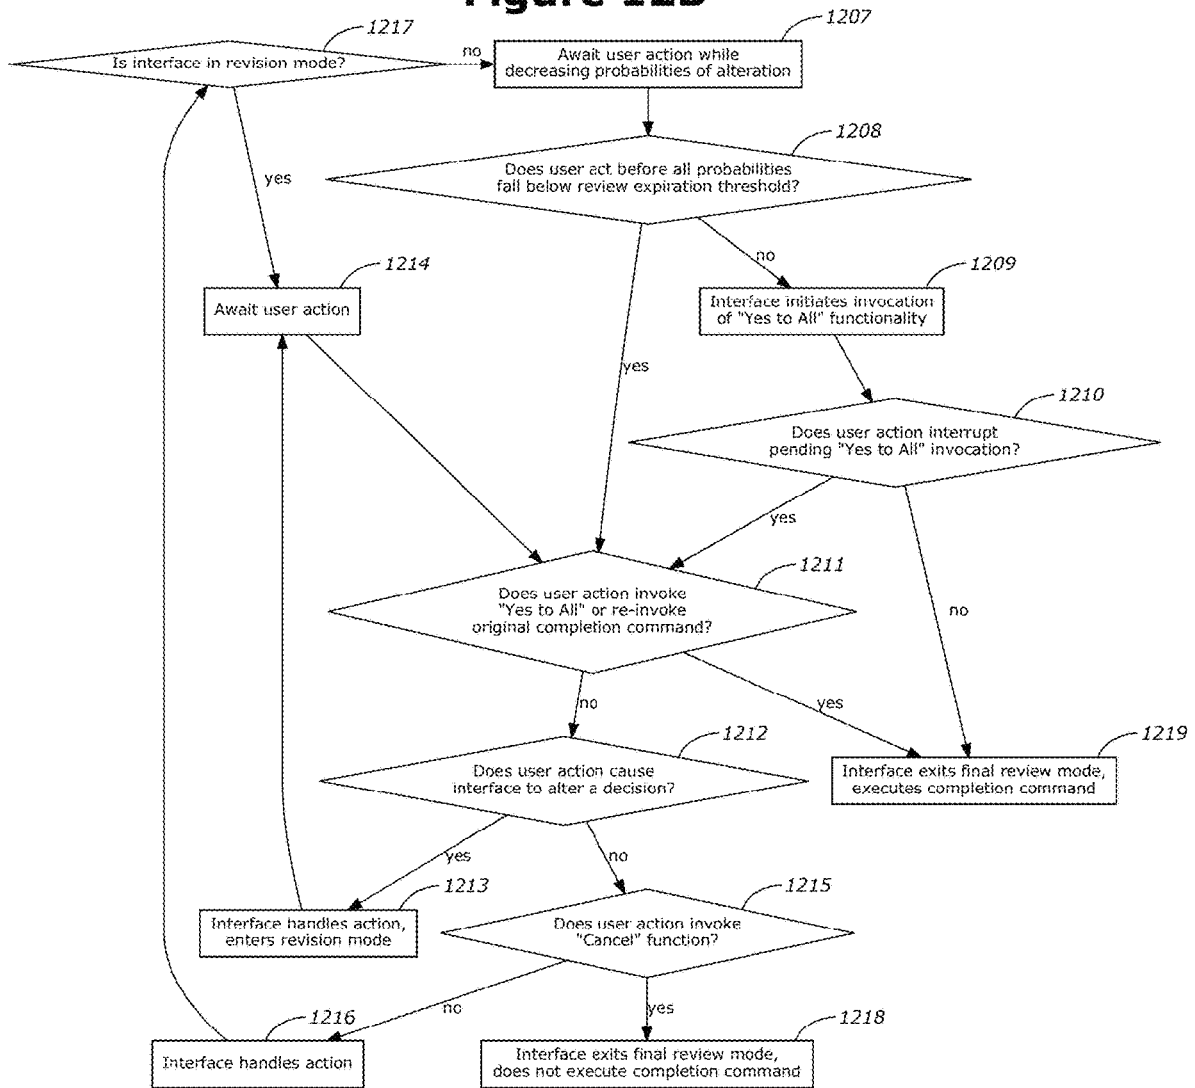 Figure 12B
1217
1207
Is interface in revision mode?
no
Await user action while
decreasing probabilities of alteration
1208
Does user act before all probabilities
fall below review expiration threshold?
yes
no
1214
1209
Await user action
Interface initiates invocation
of "Yes to All" functionality
yes
1210
Does user action interrupt
pending "Yes to All" invocation?
yes
1211
Does user action invoke
"Yes to All" or re-invoke
original completion command?
no
no
yes
1212
1219
Does user action cause
interface to alter a decision?
Interface exits final review mode,
executes completion command
yes
no
1213
1215
Interface handles action,
enters revision mode
Does user action invoke
"Cancel" function?
no
yes
1216
1218
Interface handles action
Interface exits final review mode,
does not execute completion command